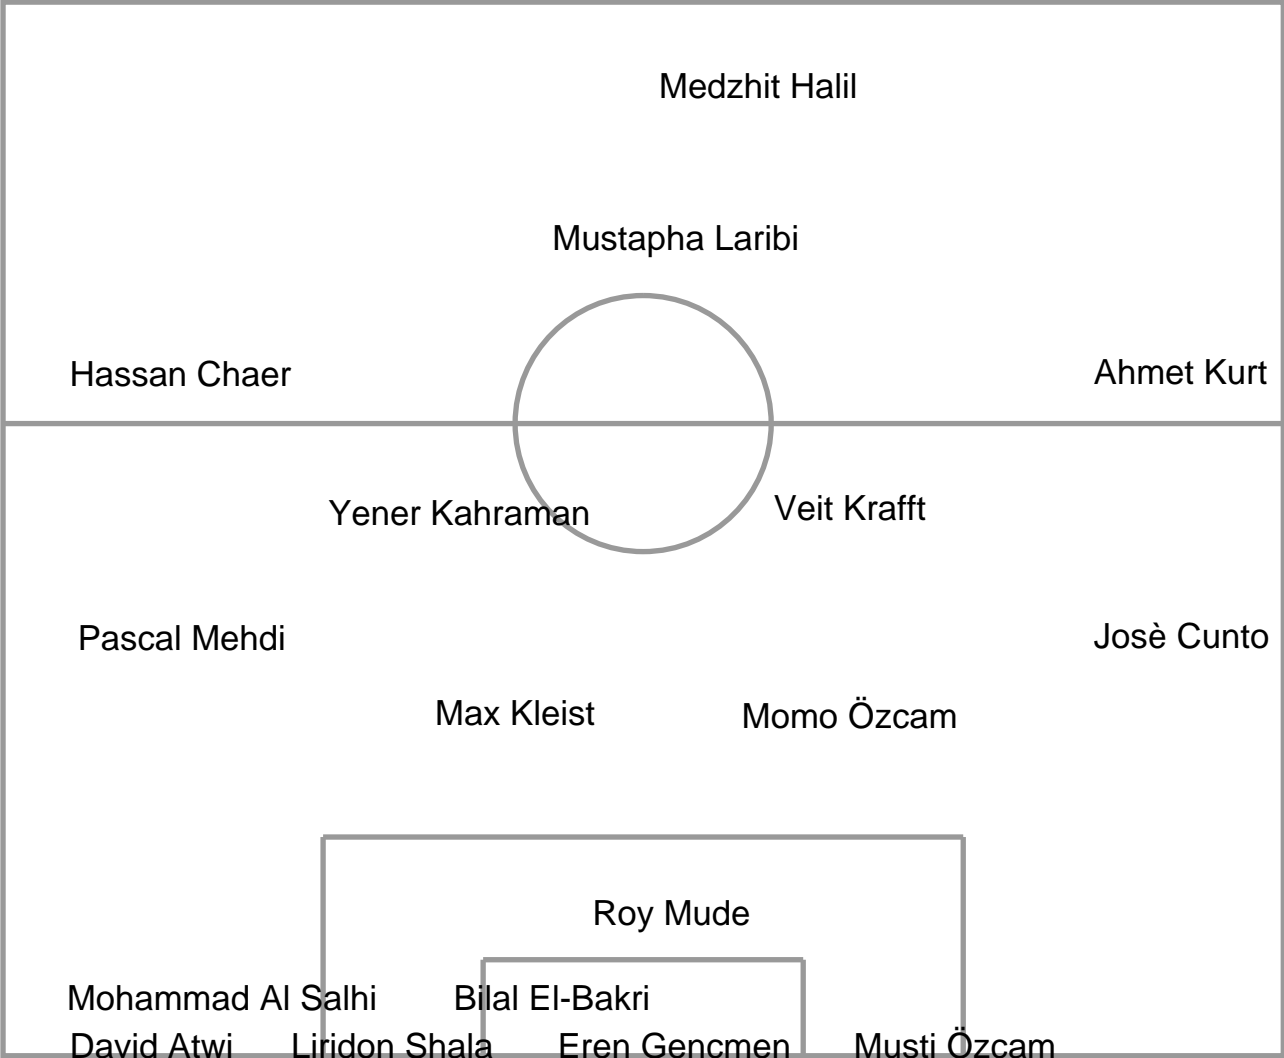 Medzhit Halil
Mustapha Laribi
Hassan Chaer
Ahmet Kurt
Yener Kahraman
Veit Krafft
Pascal Mehdi
Josè Cunto
Max Kleist
Momo Özcam
Roy Mude
Mohammad Al Salhi
Bilal El-Bakri
David Atwi
Liridon Shala
Eren Gencmen
Musti Özcam